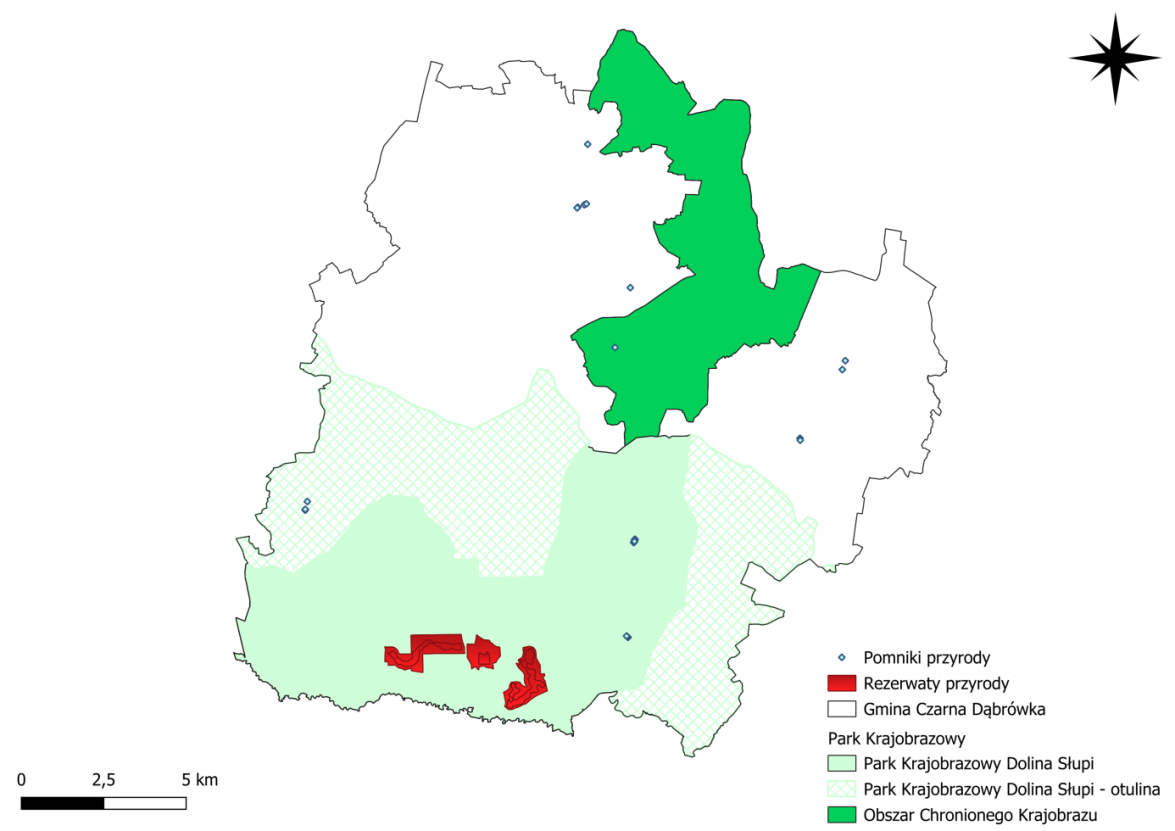 Pomniki przyrody
Rezerwaty przyrody
Gmina Czarna Dąbrówka
Park Krajobrazowy
Park Krajobrazowy Dolina Słupi
Park Krajobrazowy Dolina Słupi - otulina
Obszar Chronionego Krajobrazu
0 2,5 5 km